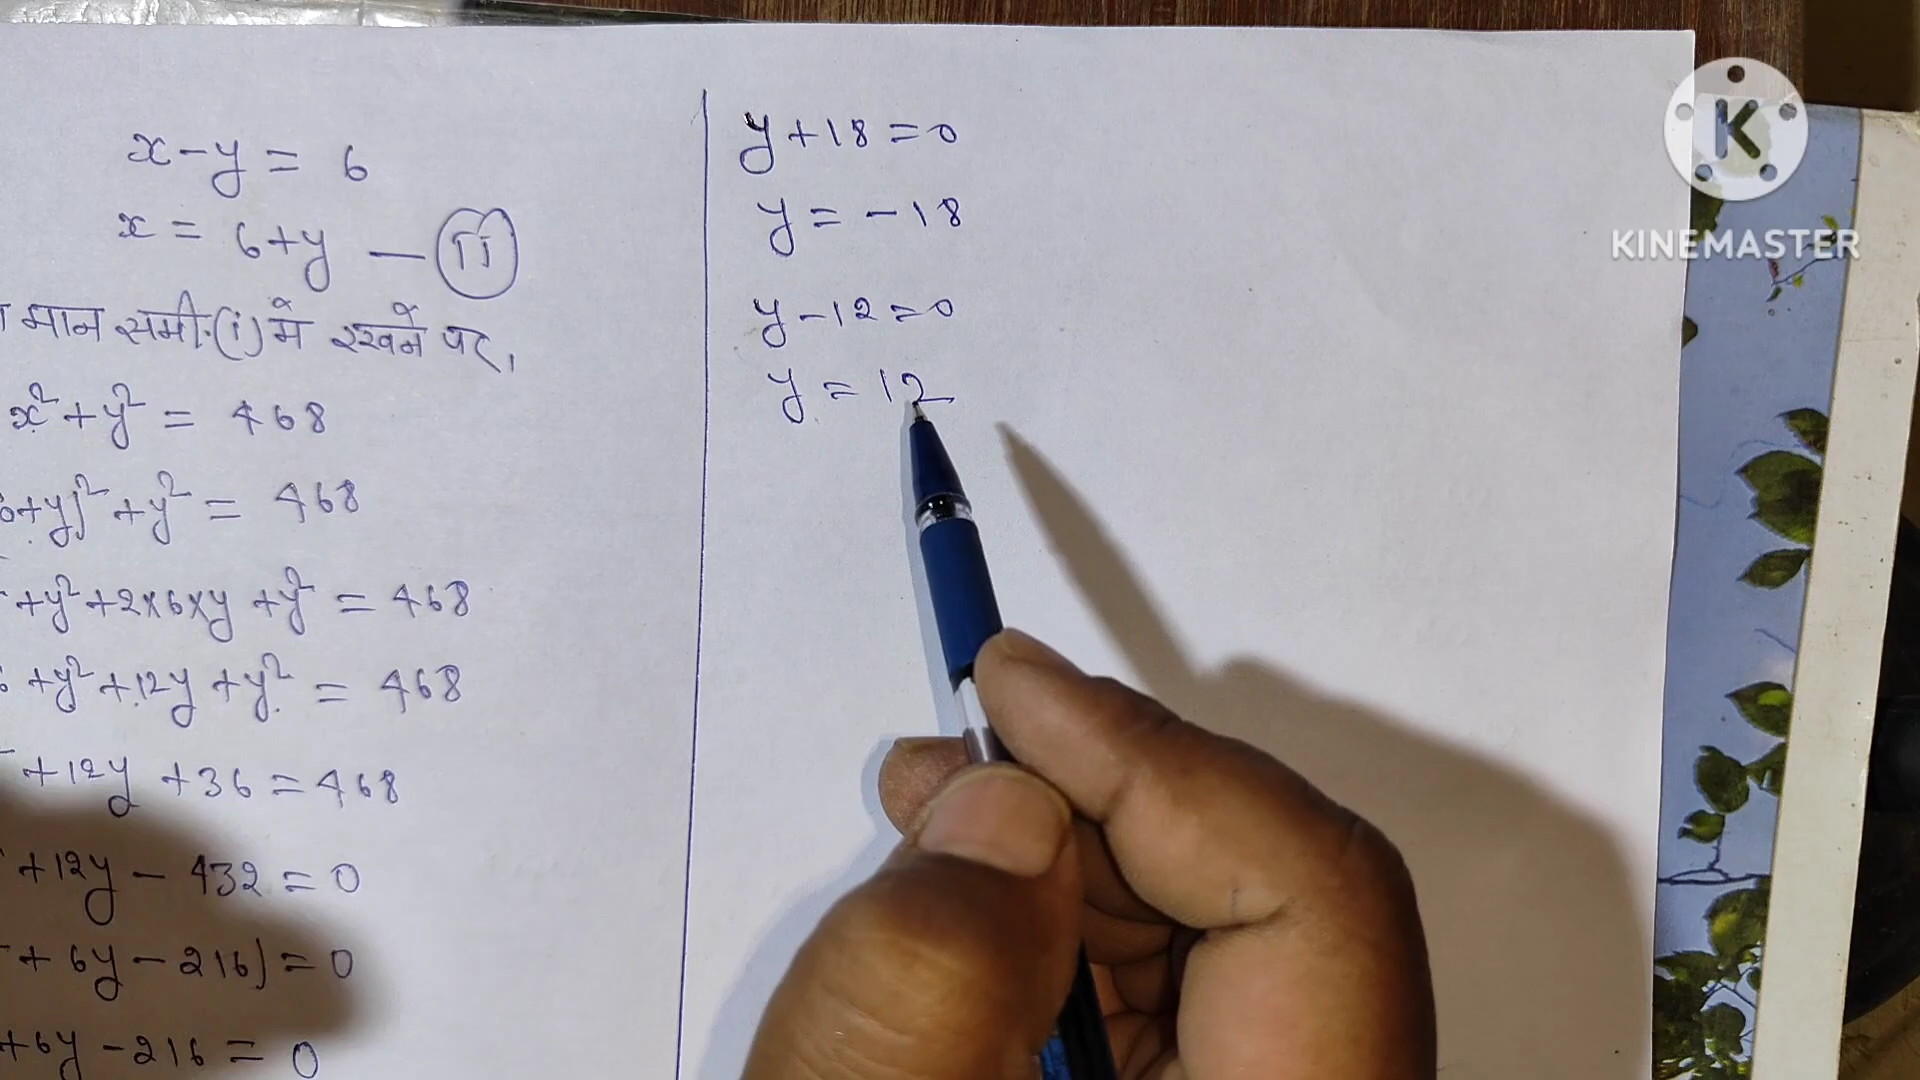 x - y = 6
x = 6 + y — (II)
मान समी. (i) में रखने पर,
x² + y² = 468
+ y)² + y² = 468
+ y² + 2×6×y + y² = 468
+ y² + 12y + y² = 468
+ 12y + 36 = 468
+ 12y - 432 = 0
+ 6y - 216) = 0
+ 6y - 216 = 0
y + 18 = 0
y = -18
y - 12 = 0
y = 12
K
KINEMASTER